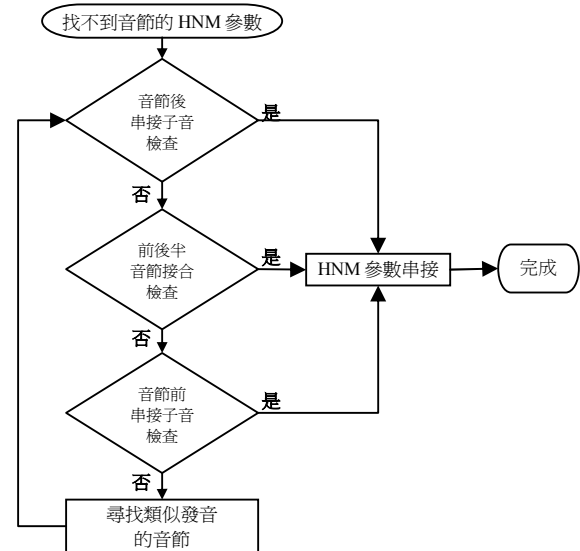 找不到音節的 HNM 參數
音節後
串接子音
檢查
是
否
前後半
音節接合
檢查
是
HNM 參數串接
完成
否
音節前
串接子音
檢查
是
否
尋找類似發音
的音節